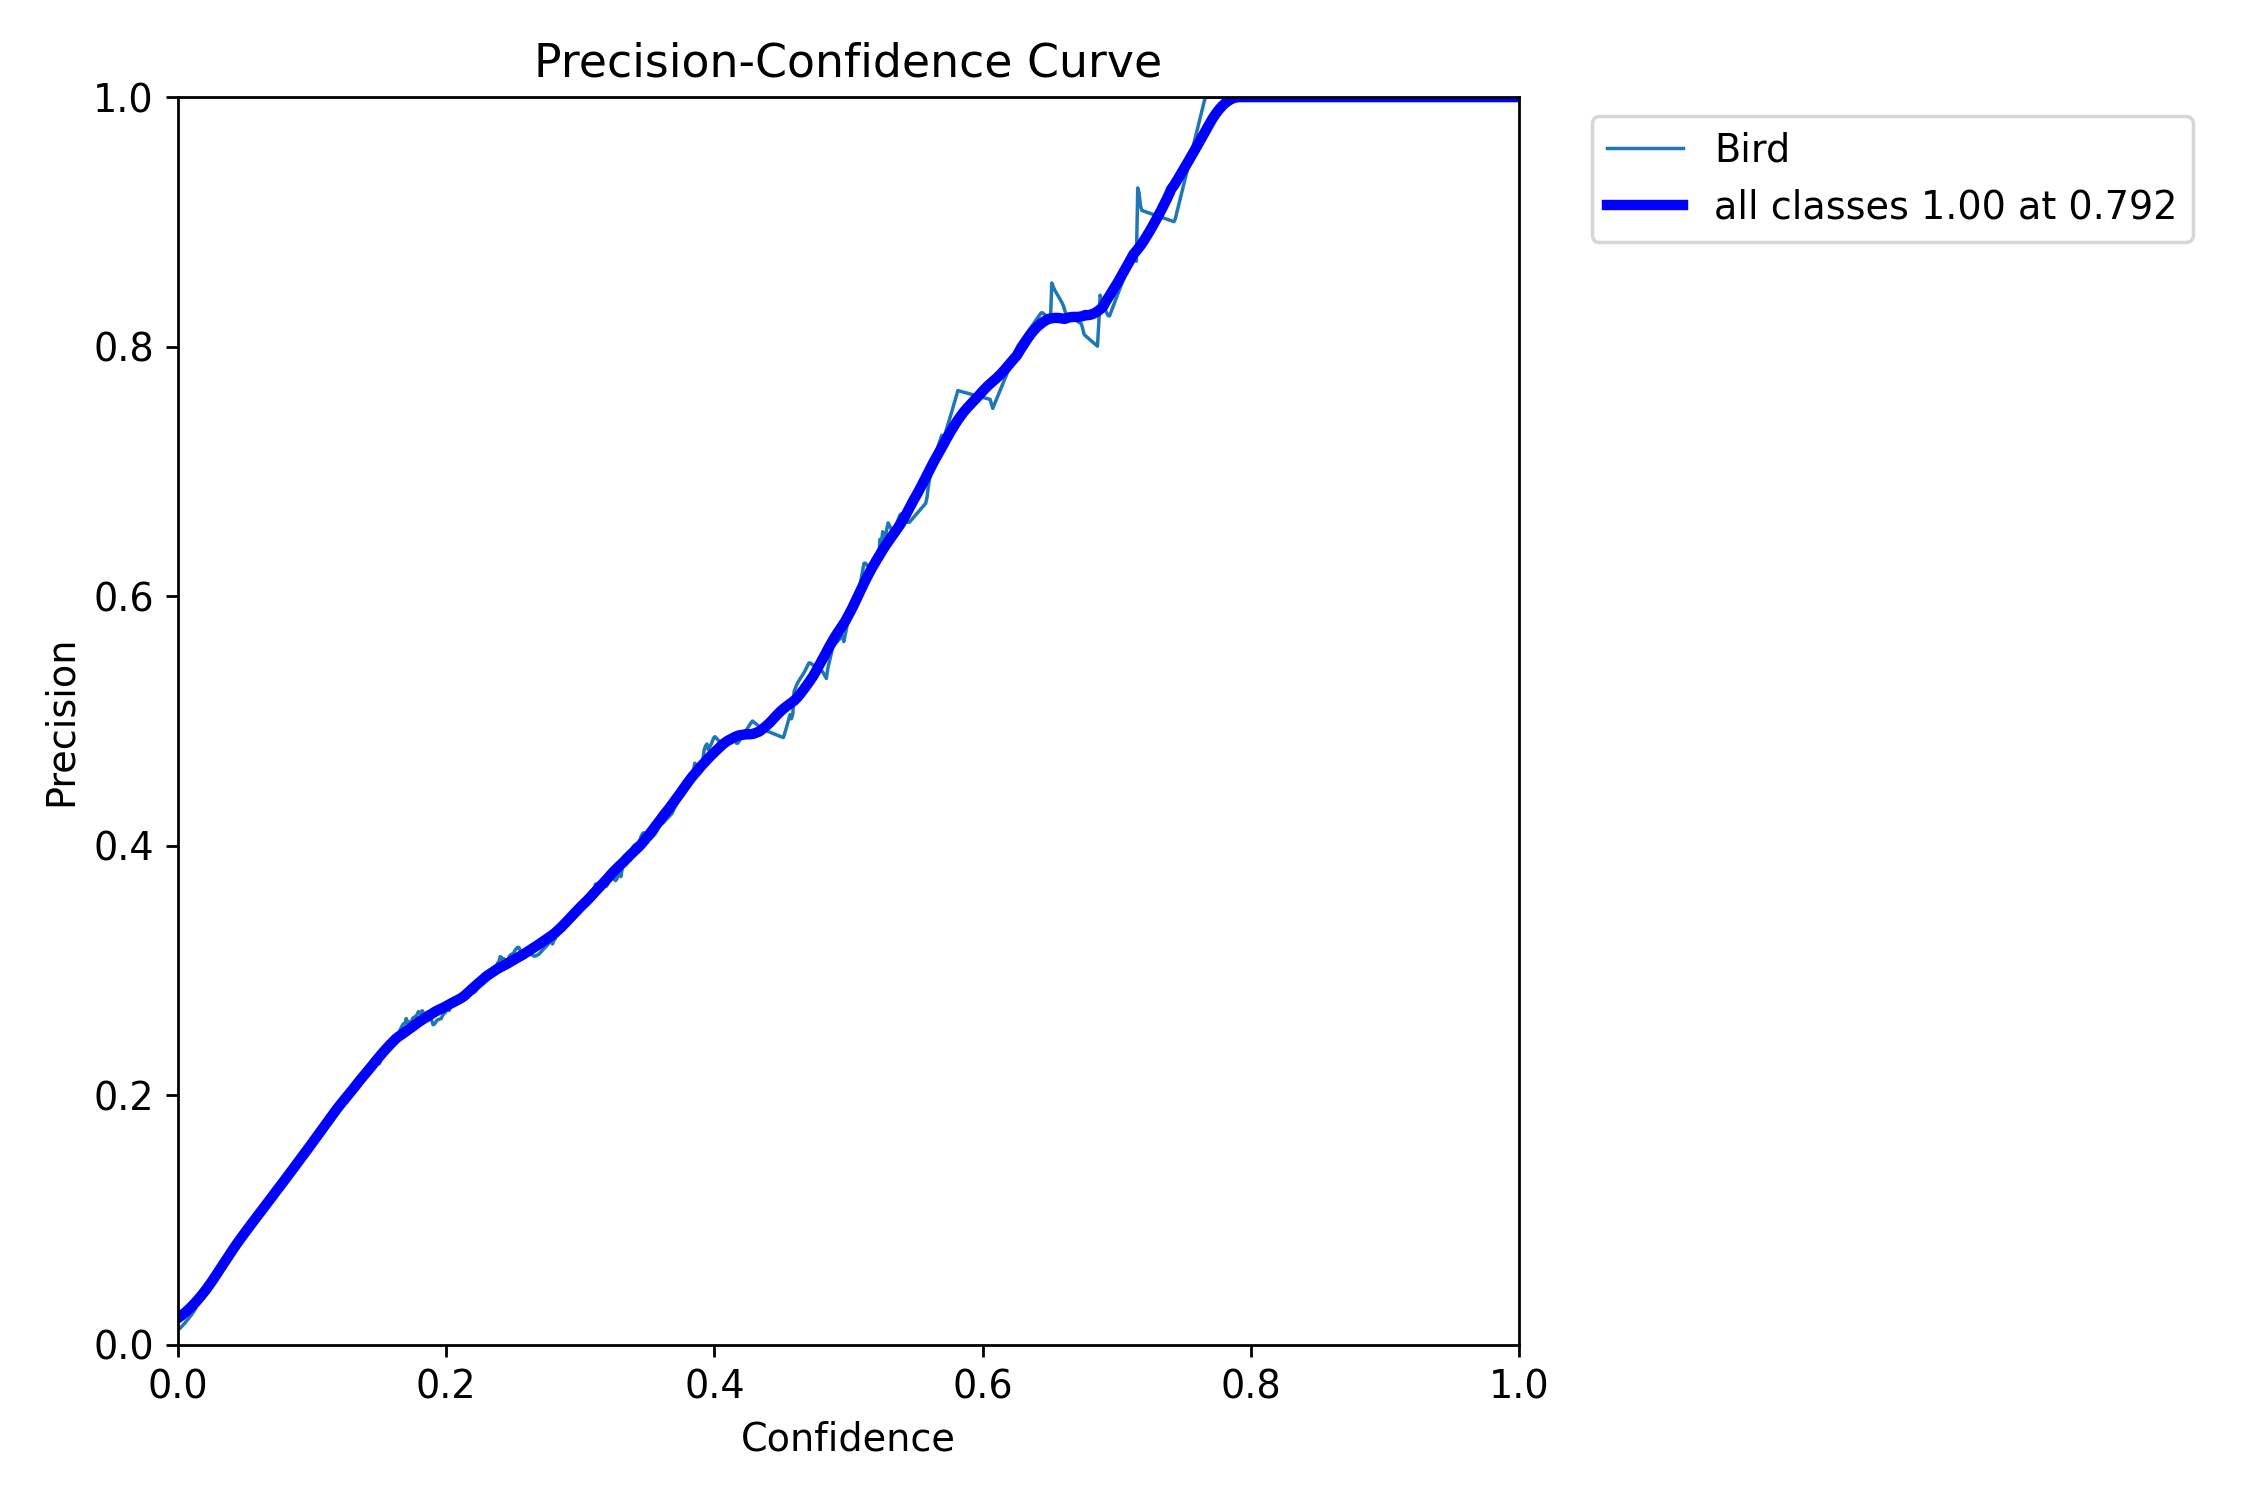 Precision-Confidence Curve
1.0
0.8
0.6
0.4
0.2
0.0
Precision
0.0 0.2 0.4 0.6 0.8 1.0
Confidence
Bird
all classes 1.00 at 0.792